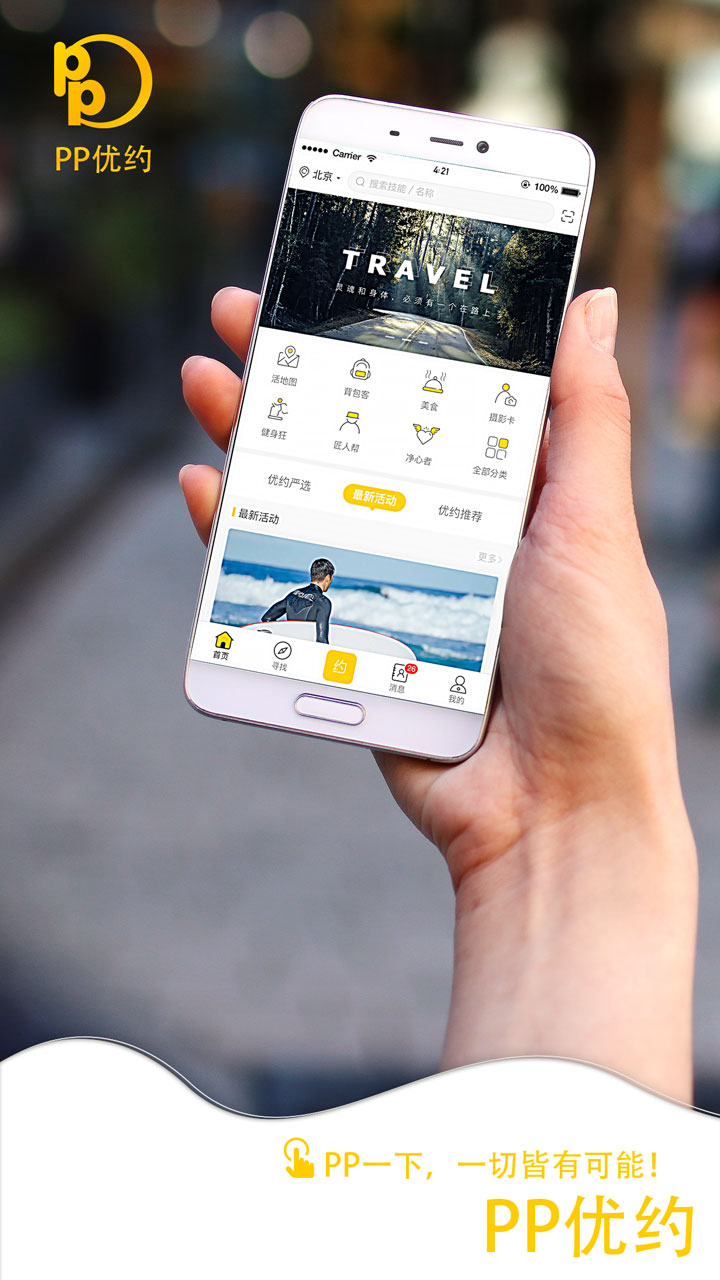 pp
PP优约
Carrier
4:21
100%
北京
搜索技能 / 名称
TRAVEL
灵魂和身体，必须有一个在路上
活地图
背包客
美食
摄影卡
健身狂
匠人帮
净心者
全部分类
优约严选
最新活动
优约推荐
最新活动
更多>
首页
寻找
约
消息
26
我的
PP一下，一切皆有可能！
PP优约